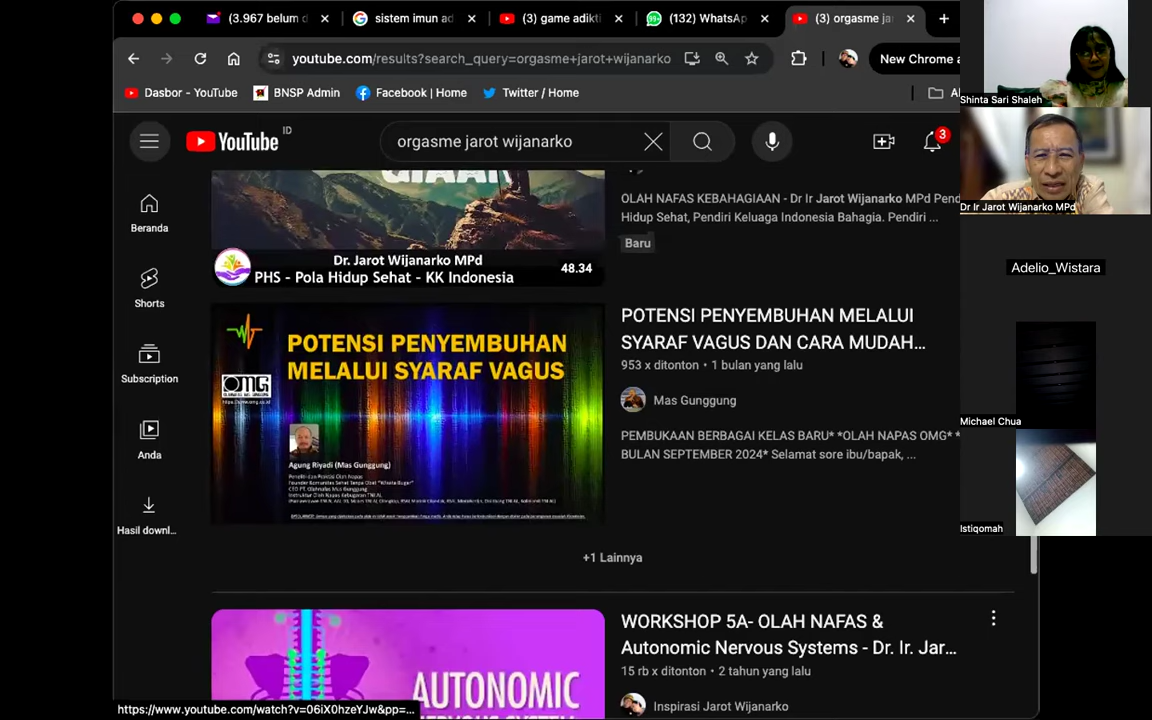 (3.967 belum d
sistem imun ad
(3) game adikti
(132) WhatsAp
(3) orgasme ja
youtube.com/results?search_query=orgasme+jarot+wijanarko
New Chrome a
Dasbor - YouTube
BNSP Admin
Facebook | Home
Twitter / Home
YouTube
ID
orgasme jarot wijanarko
3
Beranda
Shorts
Subscription
Anda
Hasil downl...
Dr. Jarot Wijanarko MPd
PHS - Pola Hidup Sehat - KK Indonesia
48.34
OLAH NAFAS KEBAHAGIAAN - Dr Ir Jarot Wijanarko MPd Pend
Hidup Sehat, Pendiri Keluaga Indonesia Bahagia. Pendiri ...
Baru
POTENSI PENYEMBUHAN
MELALUI SYARAF VAGUS
OMG
Agung Riyadi (Mas Gunggung)
POTENSI PENYEMBUHAN MELALUI
SYARAF VAGUS DAN CARA MUDAH...
953 x ditonton • 1 bulan yang lalu
Mas Gunggung
PEMBUKAAN BERBAGAI KELAS BARU* *OLAH NAPAS OMG* *
BULAN SEPTEMBER 2024* Selamat sore ibu/bapak, ...
+1 Lainnya
AUTONOMIC
WORKSHOP 5A- OLAH NAFAS &
Autonomic Nervous Systems - Dr. Ir. Jar...
15 rb x ditonton • 2 tahun yang lalu
Inspirasi Jarot Wijanarko
https://www.youtube.com/watch?v=06iX0hzeYJw&pp=...
Shinta Sari Shaleh
Dr Ir Jarot Wijanarko MPd
Adelio_Wistara
Michael Chua
Istiqomah